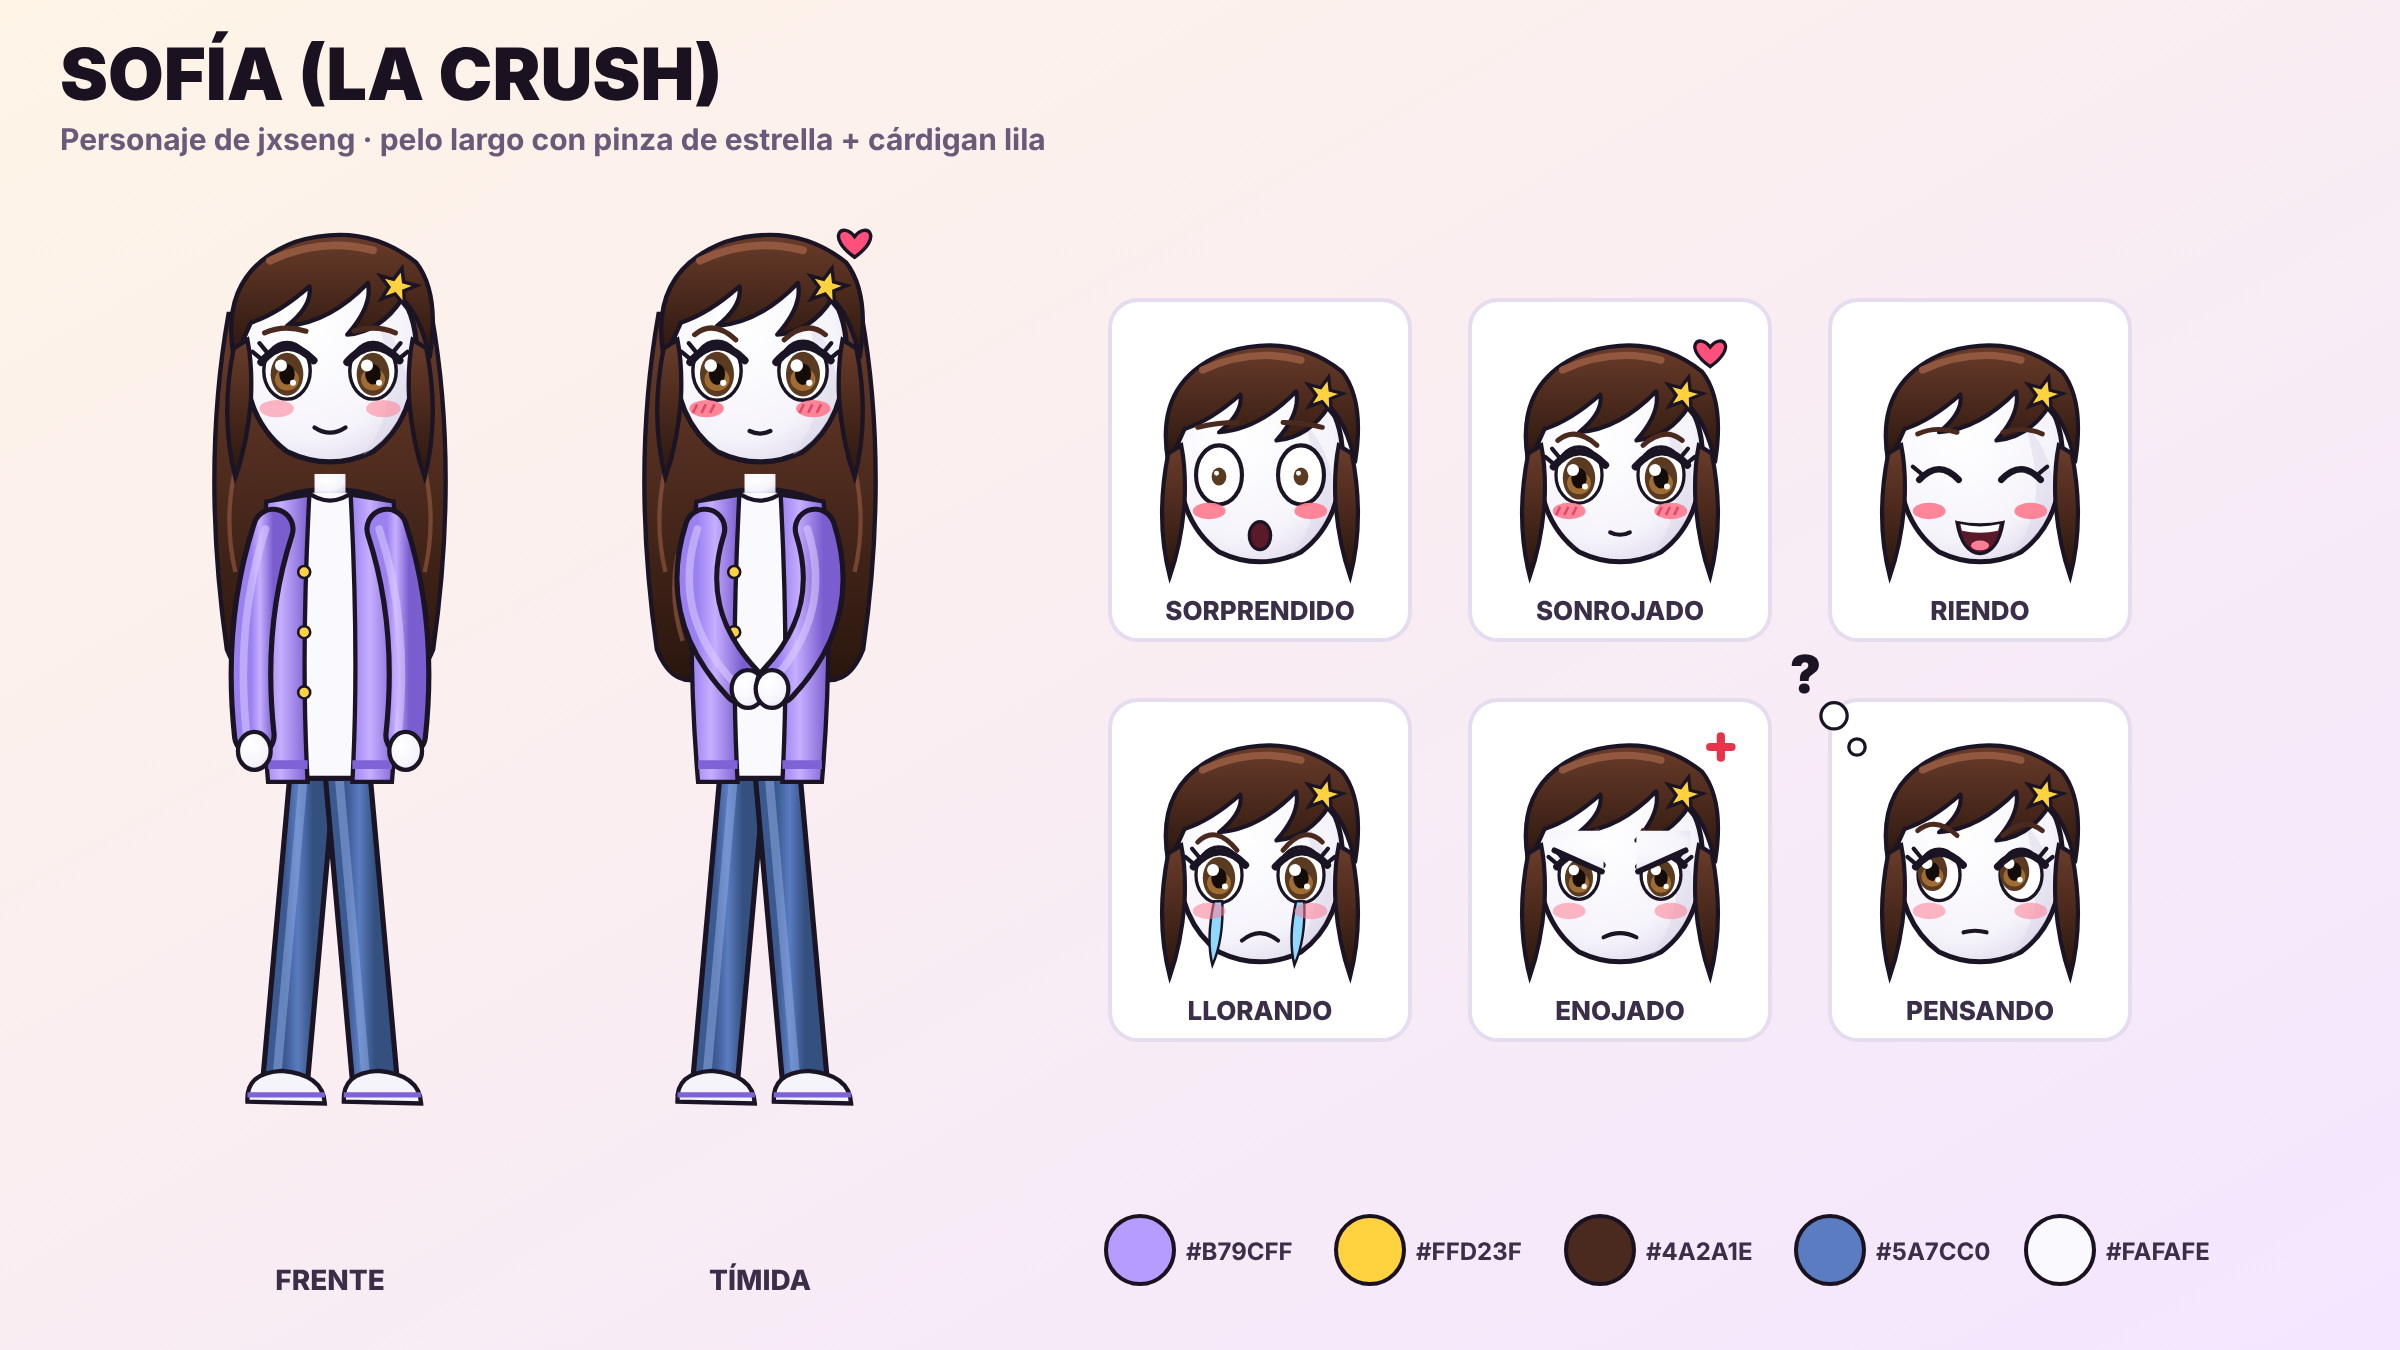 SOFÍA (LA CRUSH)
Personaje de jxseng · pelo largo con pinza de estrella + cárdigan lila
SORPRENDIDO
SONROJADO
RIENDO
?
LLORANDO
ENOJADO
PENSANDO
#B79CFF
#FFD23F
#4A2A1E
#5A7CC0
#FAFAFE
FRENTE
TÍMIDA